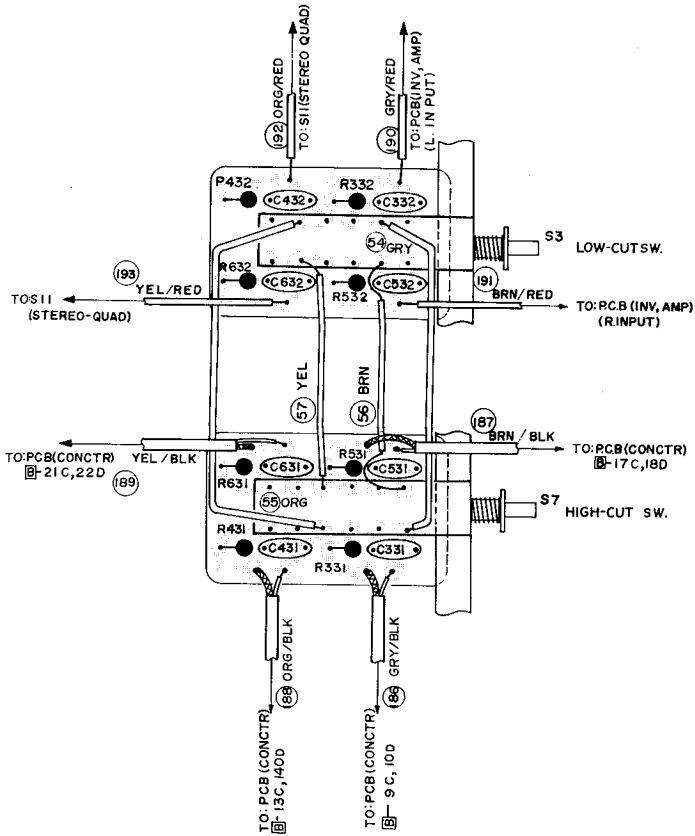 192 ORG/RED
TO:S11(STEREO QUAD)
190 GRY/RED
TO:PCB(INV,AMP)
(L. IN PUT)
P432
C432
R332
C332
S3
LOW-CUT SW.
54
GRY
193
YEL/RED
TO:S11
(STEREO-QUAD)
R632
C632
R532
C532
191
BRN/RED
TO:P.C.B (INV, AMP)
(R.INPUT)
57 YEL
56 BRN
187
BRN/BLK
TO:P.C.B (CONCTR)
B-17C,18D
TO:PCB(CONCTR)
B-21C,22D
YEL/BLK
189
R631
C631
R531
C531
55 ORG
S7
HIGH-CUT SW.
R431
C431
R331
C331
188 ORG/BLK
TO:PCB(CONCTR)
B-13C,140D
186 GRY/BLK
TO:PCB(CONCTR)
B-9C,10D